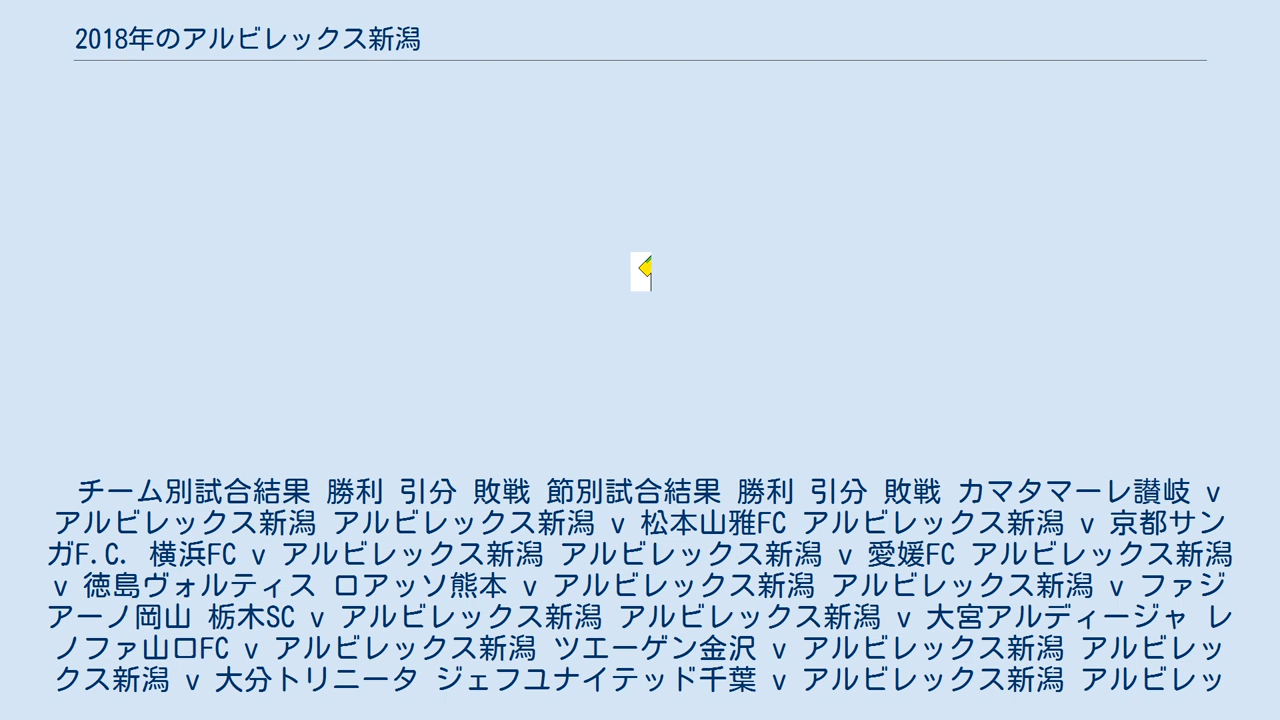 2018年のアルビレックス新潟
チーム別試合結果 勝利 引分 敗戦 節別試合結果 勝利 引分 敗戦 カマタマーレ讃岐 v
アルビレックス新潟 アルビレックス新潟 v 松本山雅FC アルビレックス新潟 v 京都サン
ガF.C. 横浜FC v アルビレックス新潟 アルビレックス新潟 v 愛媛FC アルビレックス新潟
v 徳島ヴォルティス ロアッソ熊本 v アルビレックス新潟 アルビレックス新潟 v ファジ
アーノ岡山 栃木SC v アルビレックス新潟 アルビレックス新潟 v 大宮アルディージャ レ
ノファ山口FC v アルビレックス新潟 ツエーゲン金沢 v アルビレックス新潟 アルビレッ
クス新潟 v 大分トリニータ ジェフユナイテッド千葉 v アルビレックス新潟 アルビレッ